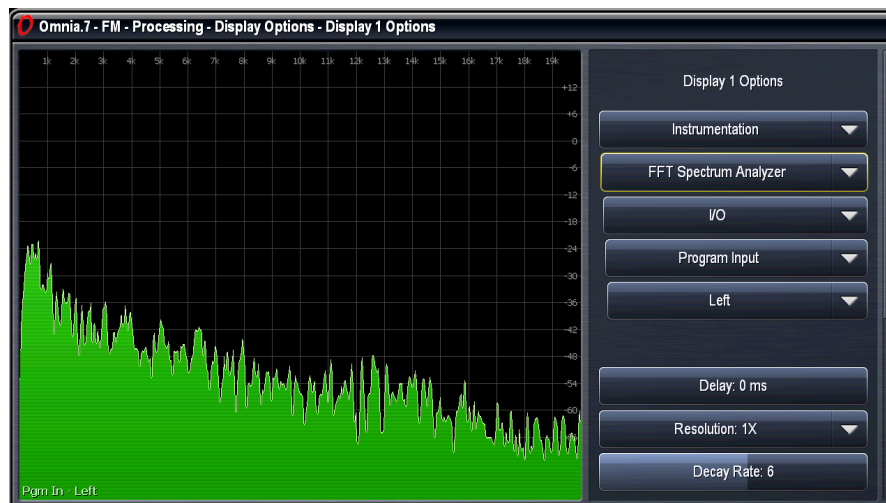 Omnia.7 - FM - Processing - Display Options - Display 1 Options
1k 2k 3k 4k 5k 6k 7k 8k 9k 10k 11k 12k 13k 14k 15k 16k 17k 18k 19k
+12
+6
0
-6
-12
-18
-24
-30
-36
-42
-48
-54
-60
Pgm In - Left
Display 1 Options
Instrumentation
FFT Spectrum Analyzer
I/O
Program Input
Left
Delay: 0 ms
Resolution: 1X
Decay Rate: 6